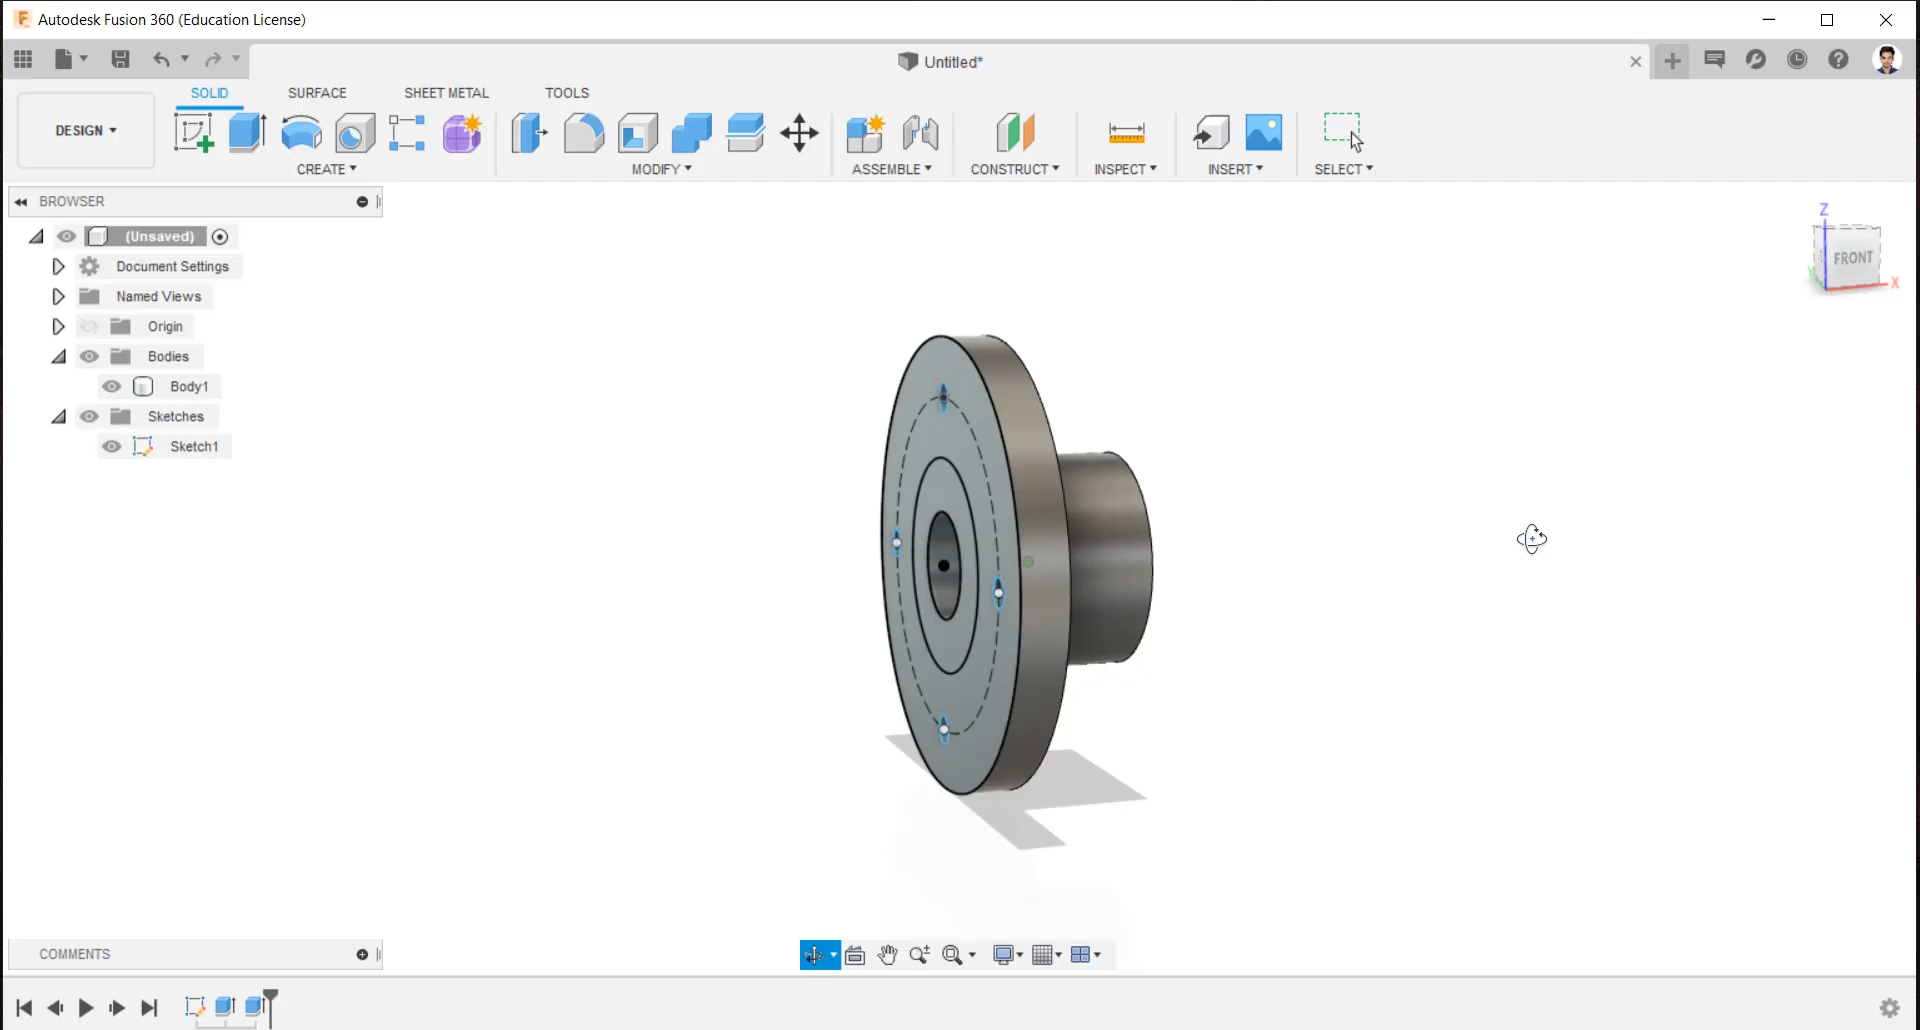 Autodesk Fusion 360 (Education License)
Untitled*
SOLID SURFACE SHEET METAL TOOLS
DESIGN
CREATE MODIFY ASSEMBLE CONSTRUCT INSPECT INSERT SELECT
BROWSER
(Unsaved)
Document Settings
Named Views
Origin
Bodies
Body1
Sketches
Sketch1
Z
FRONT
Y
X
COMMENTS